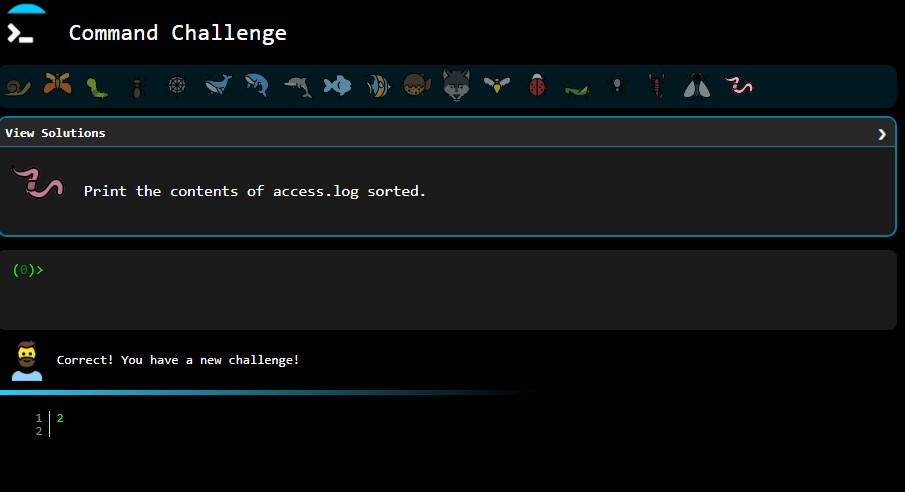 Command Challenge
View Solutions
Print the contents of access.log sorted.
(0)>
Correct! You have a new challenge!
1 2
2